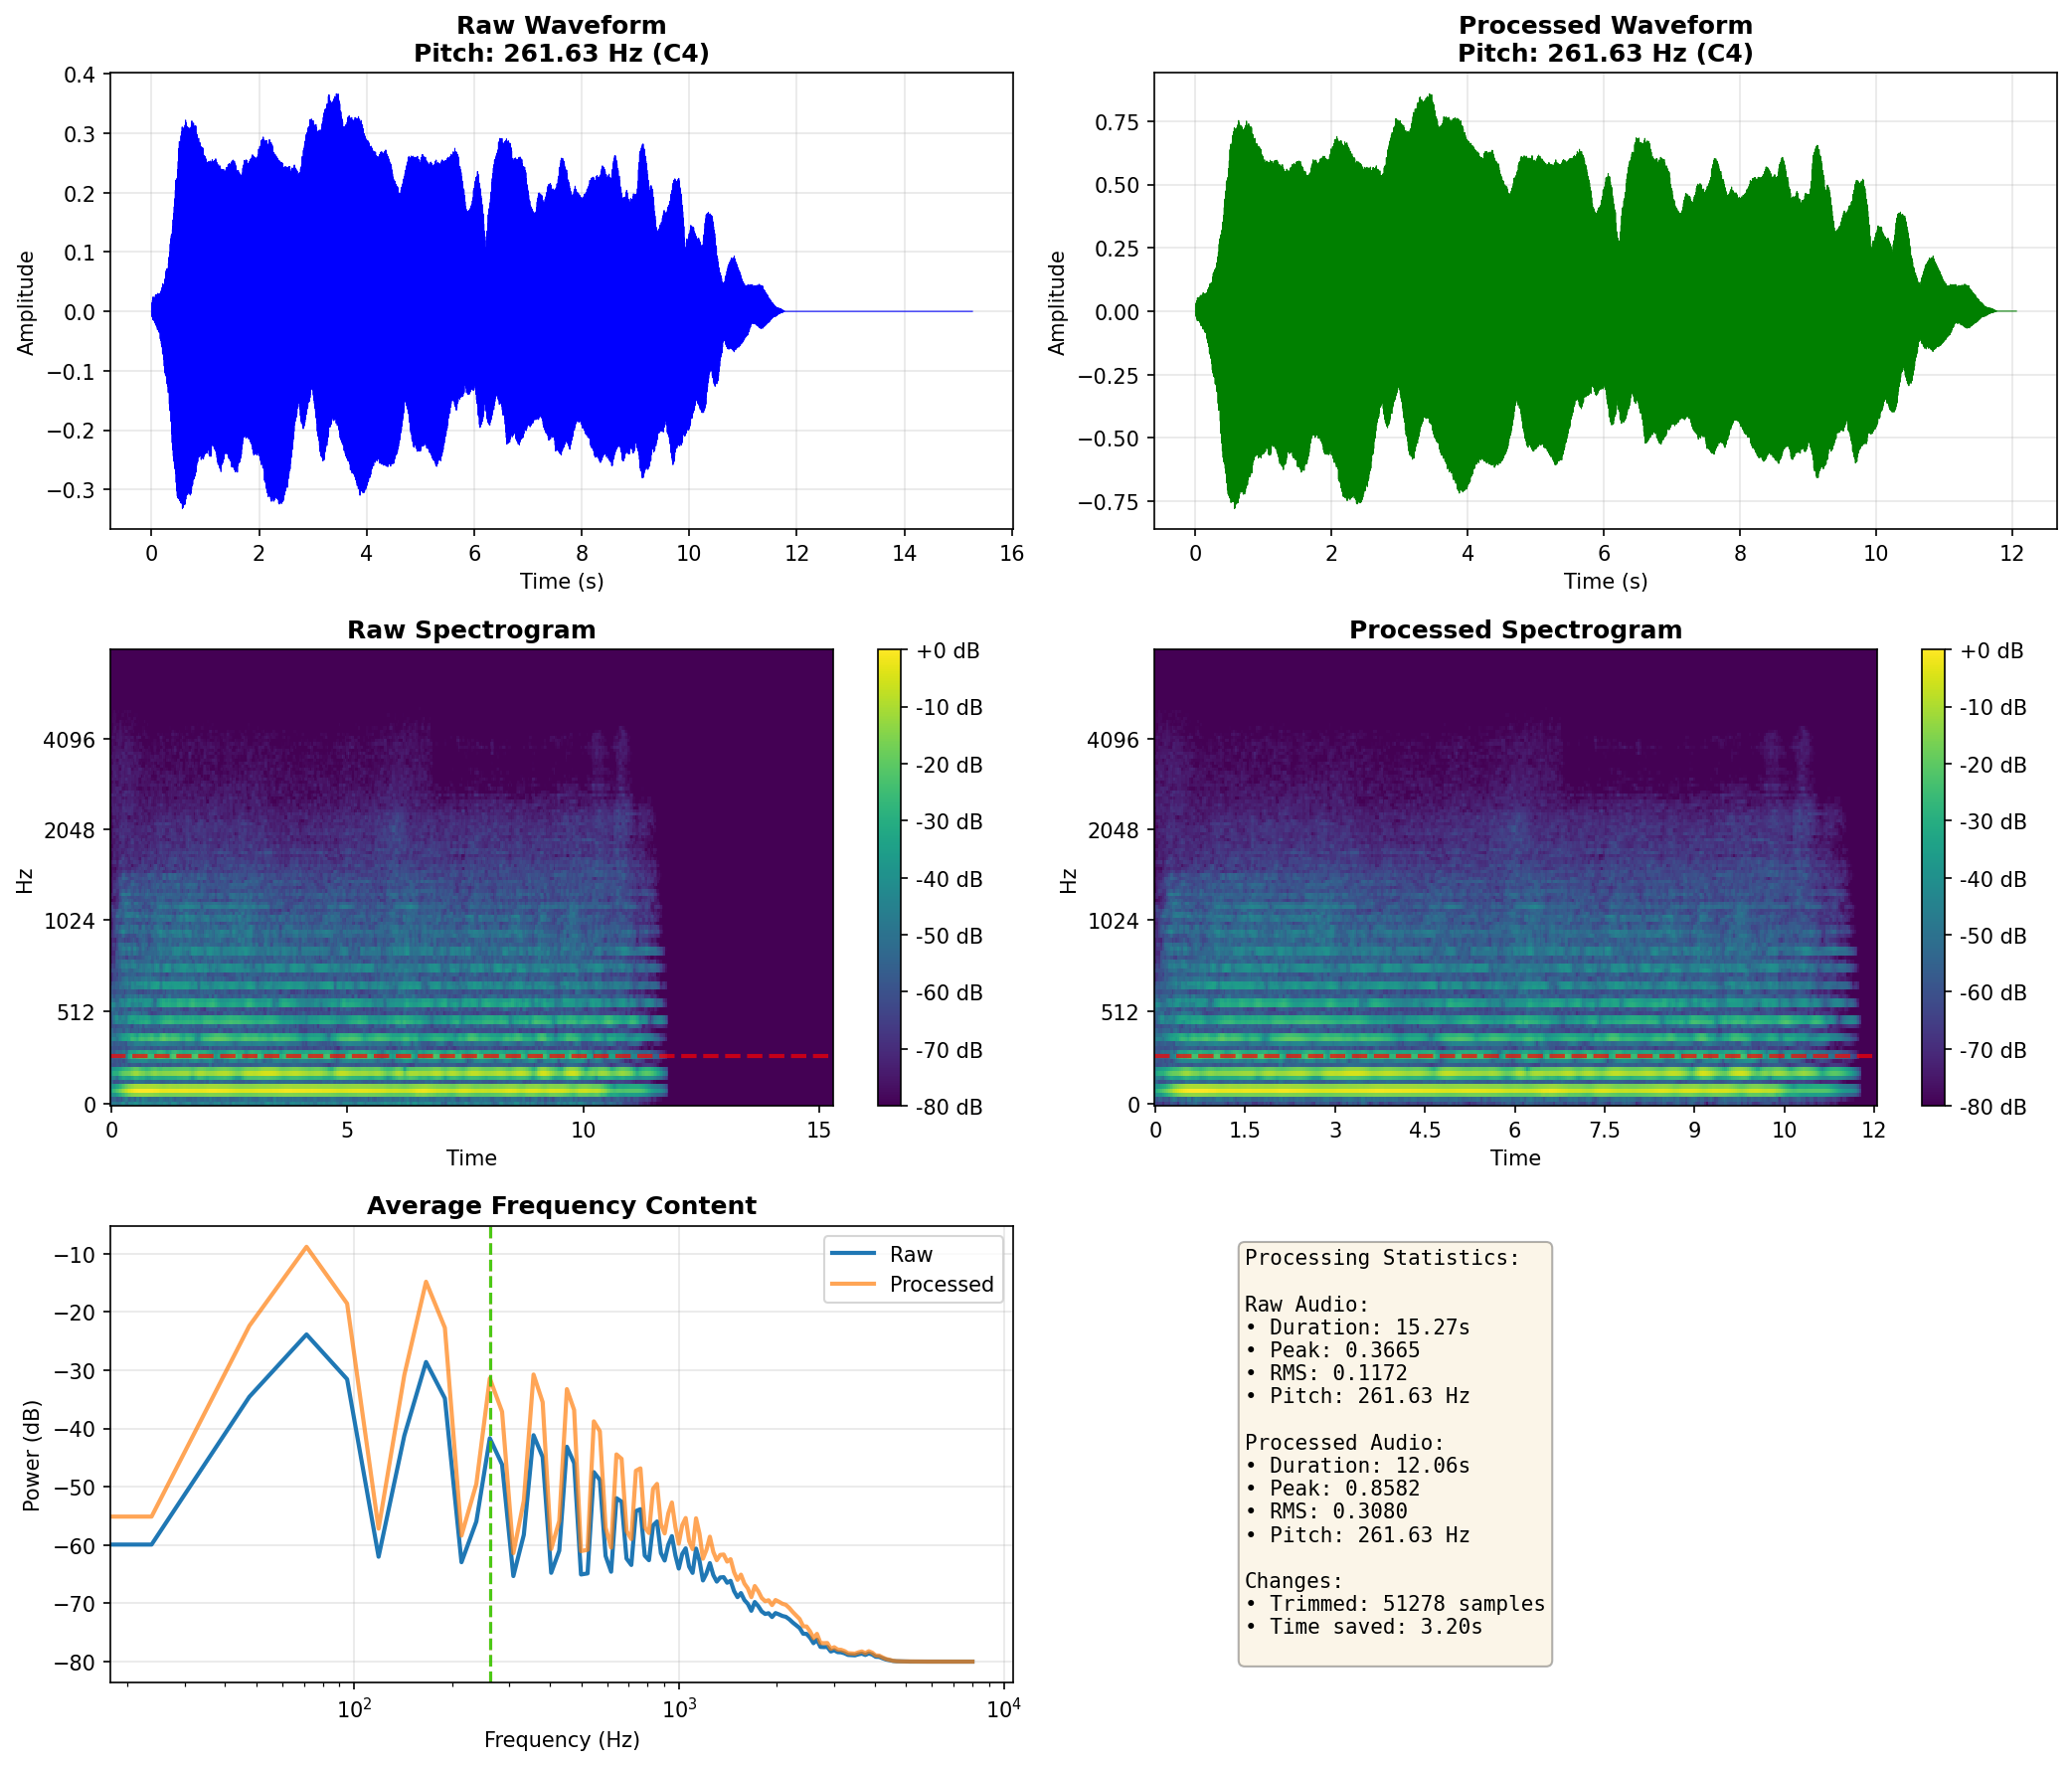 Raw Waveform
Pitch: 261.63 Hz (C4)
0.4
0.3
0.2
0.1
0.0
−0.1
−0.2
−0.3
Amplitude
0 2 4 6 8 10 12 14 16
Time (s)
Processed Waveform
Pitch: 261.63 Hz (C4)
0.75
0.50
0.25
0.00
−0.25
−0.50
−0.75
Amplitude
0 2 4 6 8 10 12
Time (s)
Raw Spectrogram
4096
2048
1024
512
0
Hz
0 5 10 15
Time
+0 dB
-10 dB
-20 dB
-30 dB
-40 dB
-50 dB
-60 dB
-70 dB
-80 dB
Processed Spectrogram
4096
2048
1024
512
0
Hz
0 1.5 3 4.5 6 7.5 9 10 12
Time
+0 dB
-10 dB
-20 dB
-30 dB
-40 dB
-50 dB
-60 dB
-70 dB
-80 dB
Average Frequency Content
−10
−20
−30
−40
−50
−60
−70
−80
Power (dB)
10² 10³ 10⁴
Frequency (Hz)
Raw
Processed
Processing Statistics:
Raw Audio:
• Duration: 15.27s
• Peak: 0.3665
• RMS: 0.1172
• Pitch: 261.63 Hz
Processed Audio:
• Duration: 12.06s
• Peak: 0.8582
• RMS: 0.3080
• Pitch: 261.63 Hz
Changes:
• Trimmed: 51278 samples
• Time saved: 3.20s